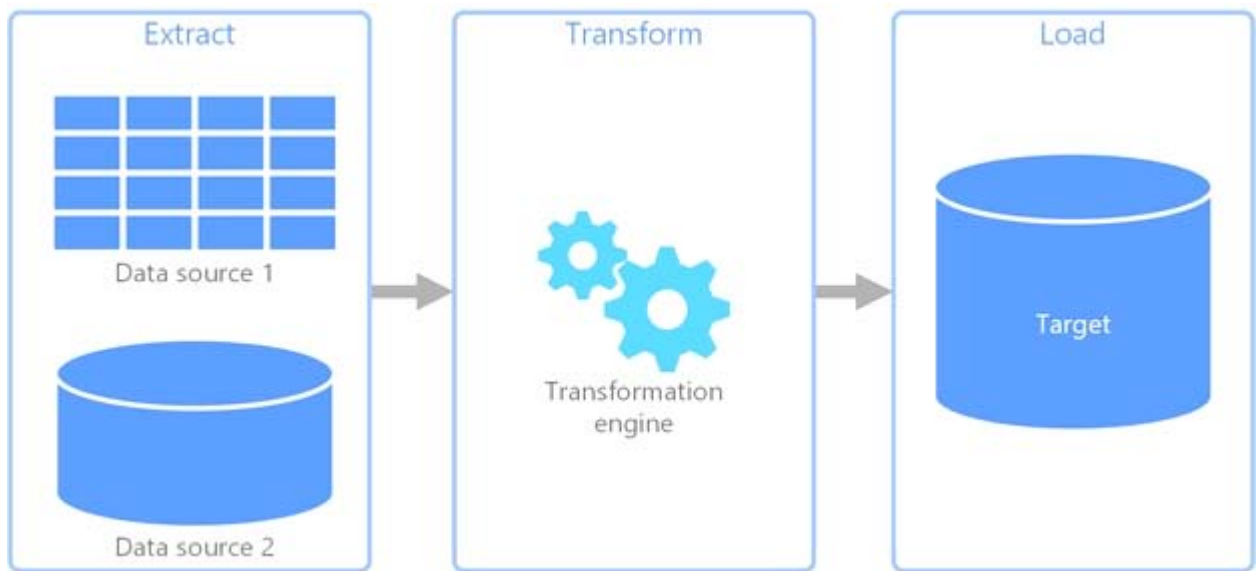 Extract
Data source 1
Data source 2
Transform
Transformation
engine
Load
Target